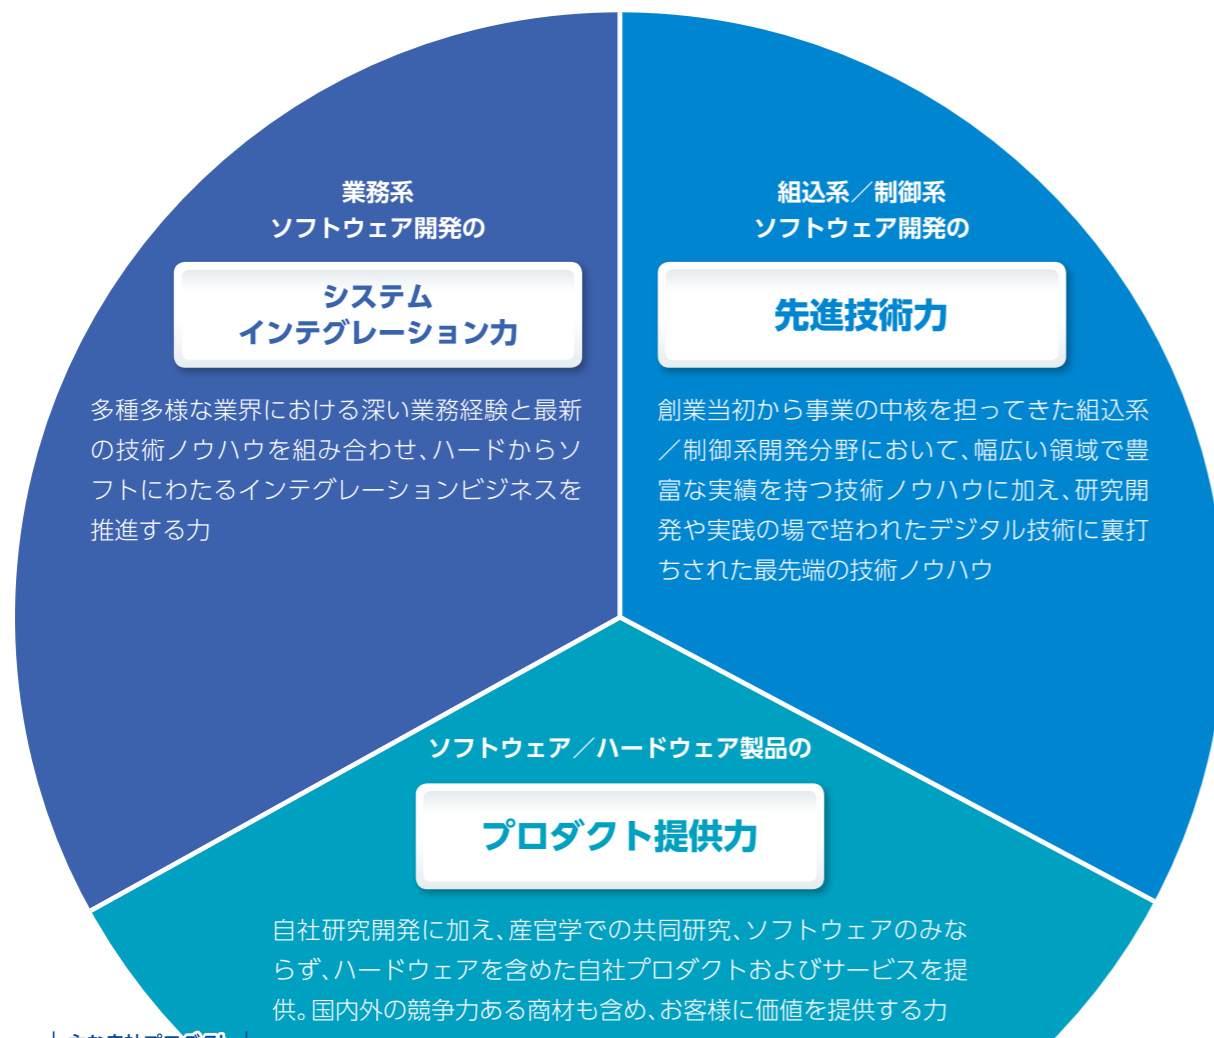 業務系
ソフトウェア開発の
システム
インテグレーション力
多種多様な業界における深い業務経験と最新
の技術ノウハウを組み合わせ、ハードからソ
フトにわたるインテグレーションビジネスを
推進する力
組込系／制御系
ソフトウェア開発の
先進技術力
創業当初から事業の中核を担ってきた組込系
／制御系開発分野において、幅広い領域で豊
富な実績を持つ技術ノウハウに加え、研究開
発や実践の場で培われたデジタル技術に裏打
ちされた最先端の技術ノウハウ
ソフトウェア／ハードウェア製品の
プロダクト提供力
自社研究開発に加え、産官学での共同研究、ソフトウェアのみな
らず、ハードウェアを含めた自社プロダクトおよびサービスを提
供。国内外の競争力ある商材も含め、お客様に価値を提供する力